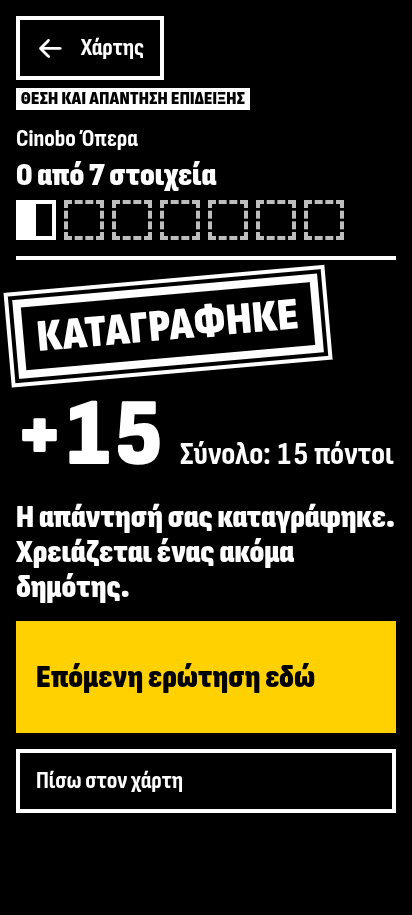 Χάρτης
ΘΕΣΗ ΚΑΙ ΑΠΑΝΤΗΣΗ ΕΠΙΔΕΙΞΗΣ
Cinobo Όπερα
0 από 7 στοιχεία
ΚΑΤΑΓΡΑΦΗΚΕ
+15 Σύνολο: 15 πόντοι
Η απάντησή σας καταγράφηκε.
Χρειάζεται ένας ακόμα
δημότης.
Επόμενη ερώτηση εδώ
Πίσω στον χάρτη